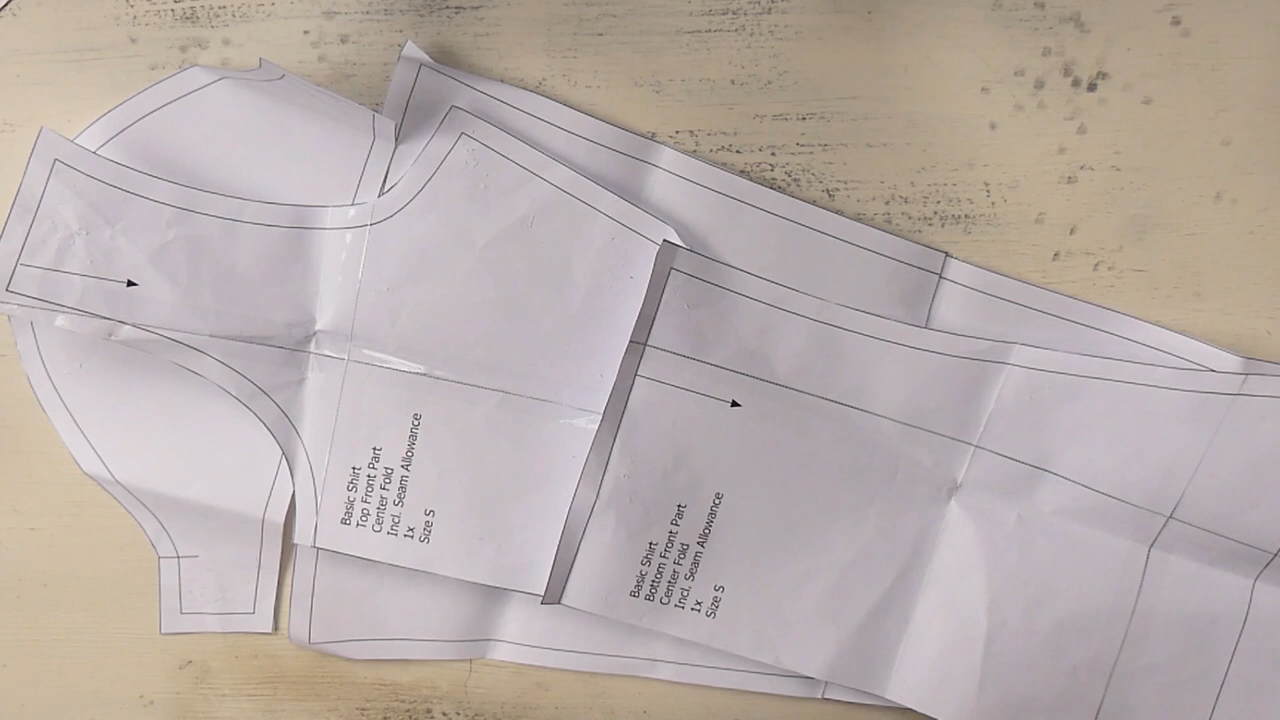 Basic Shirt
Top Front Part
Center Fold
Incl. Seam Allowance
1x
Size S
Basic Shirt
Bottom Front Part
Center Fold
Incl. Seam Allowance
1x
Size S